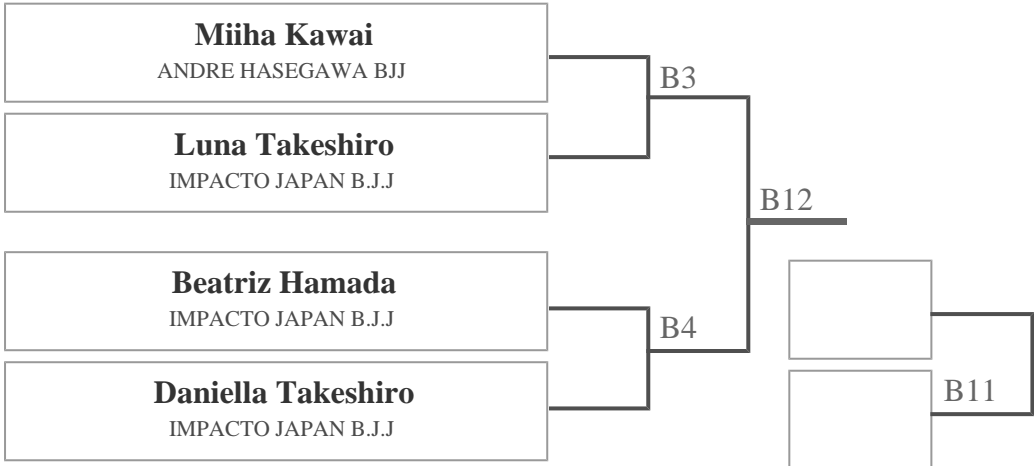 Miiha Kawai
ANDRE HASEGAWA BJJ
B3
Luna Takeshiro
IMPACTO JAPAN B.J.J
B12
Beatriz Hamada
IMPACTO JAPAN B.J.J
B4
Daniella Takeshiro
IMPACTO JAPAN B.J.J
B11